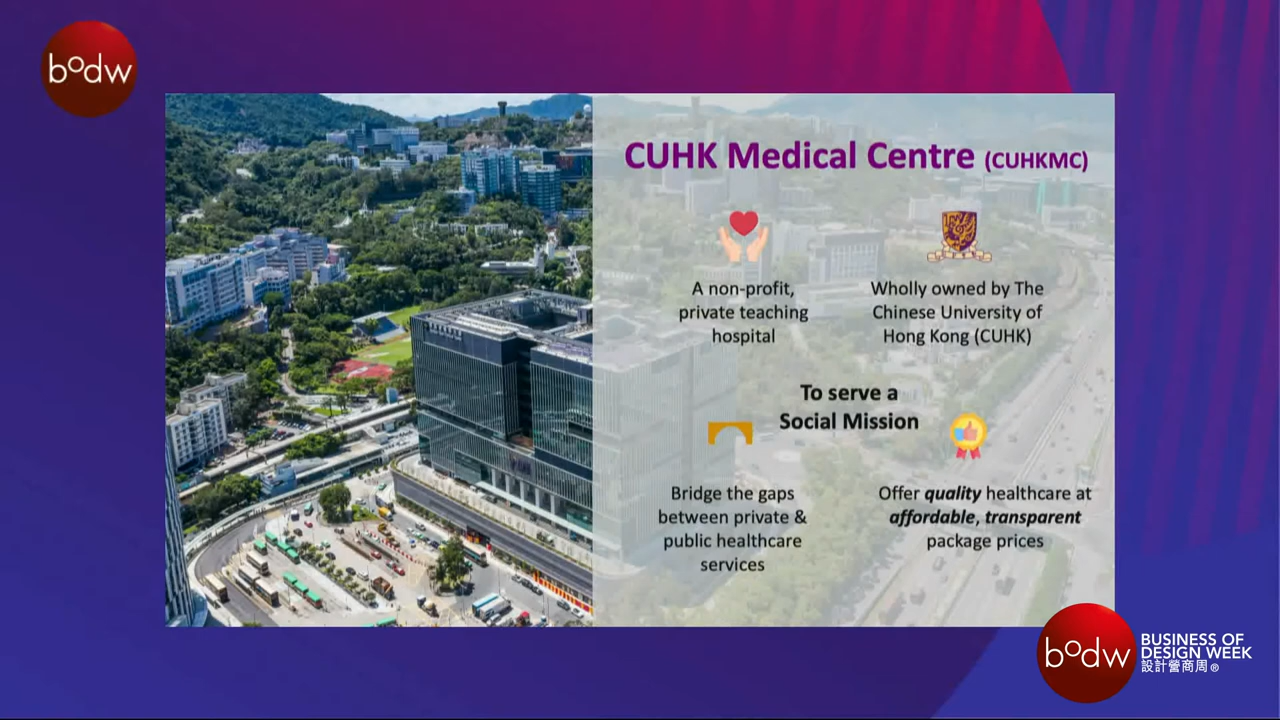 bodw
CUHK Medical Centre (CUHKMC)
A non-profit,
private teaching
hospital
Wholly owned by The
Chinese University of
Hong Kong (CUHK)
To serve a
Social Mission
Bridge the gaps
between private &
public healthcare
services
Offer quality healthcare at
affordable, transparent
package prices
bodw
BUSINESS OF
DESIGN WEEK
設計營商周®